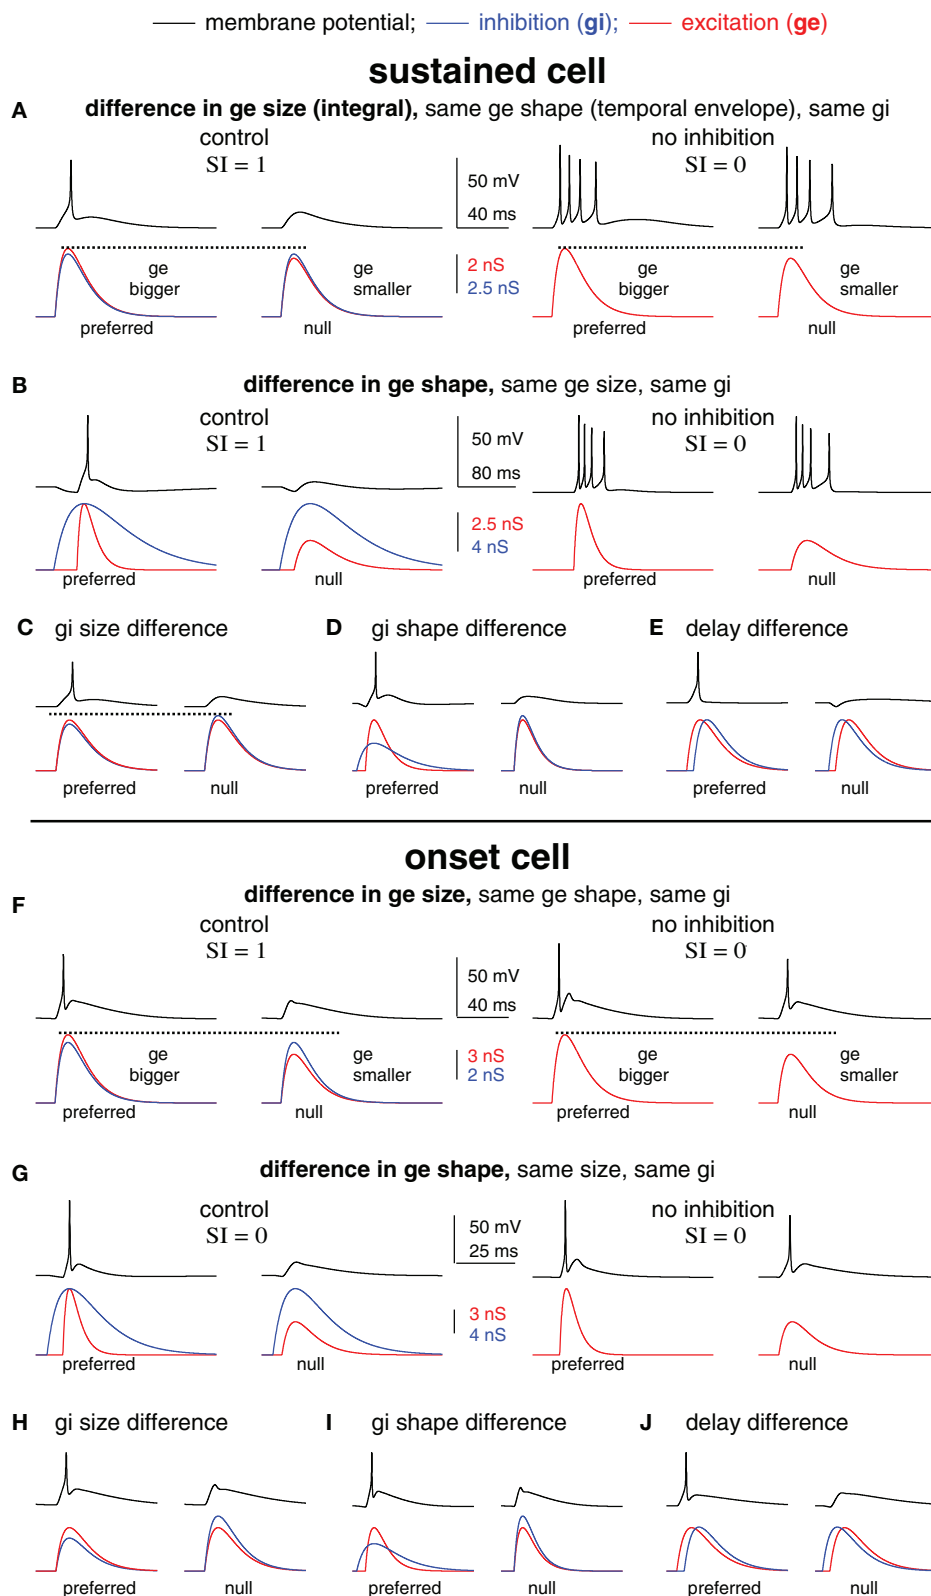 membrane potential; inhibition (gi); excitation (ge)
sustained cell
A difference in ge size (integral), same ge shape (temporal envelope), same gi
control no inhibition
SI = 1 SI = 0
50 mV
40 ms
ge bigger ge smaller 2 nS 2.5 nS ge bigger ge smaller
preferred null preferred null
B difference in ge shape, same ge size, same gi
control no inhibition
SI = 1 SI = 0
50 mV
80 ms
2.5 nS
4 nS
preferred null preferred null
C gi size difference D gi shape difference E delay difference
preferred null preferred null preferred null
onset cell
F difference in ge size, same ge shape, same gi
control no inhibition
SI = 1 SI = 0
50 mV
40 ms
ge bigger ge smaller 3 nS 2 nS ge bigger ge smaller
preferred null preferred null
G difference in ge shape, same size, same gi
control no inhibition
SI = 0 SI = 0
50 mV
25 ms
3 nS
4 nS
preferred null preferred null
H gi size difference I gi shape difference J delay difference
preferred null preferred null preferred null